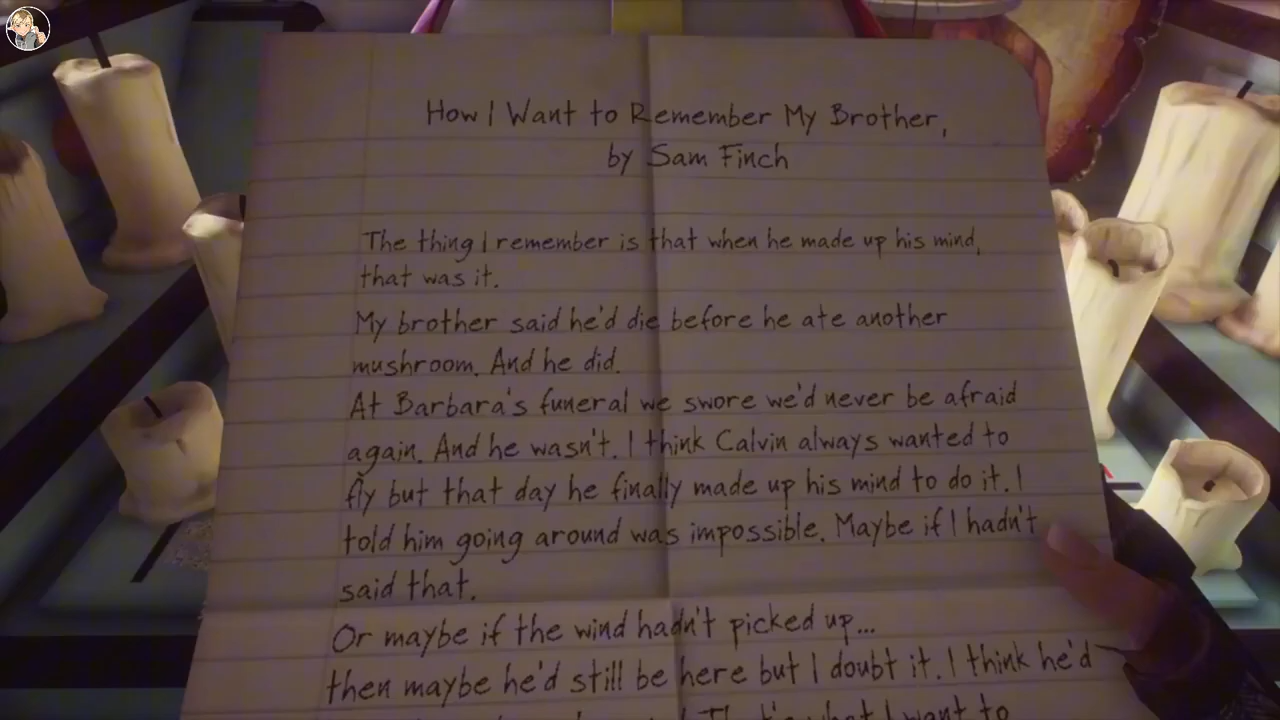 How I Want to Remember My Brother,
by Sam Finch
The thing I remember is that when he made up his mind,
that was it.
My brother said he'd die before he ate another
mushroom. And he did.
At Barbara's funeral we swore we'd never be afraid
again. And he wasn't. I think Calvin always wanted to
fly but that day he finally made up his mind to do it. I
told him going around was impossible. Maybe if I hadn't
said that.
Or maybe if the wind hadn't picked up...
then maybe he'd still be here but I doubt it. I think he'd
That's what I want to